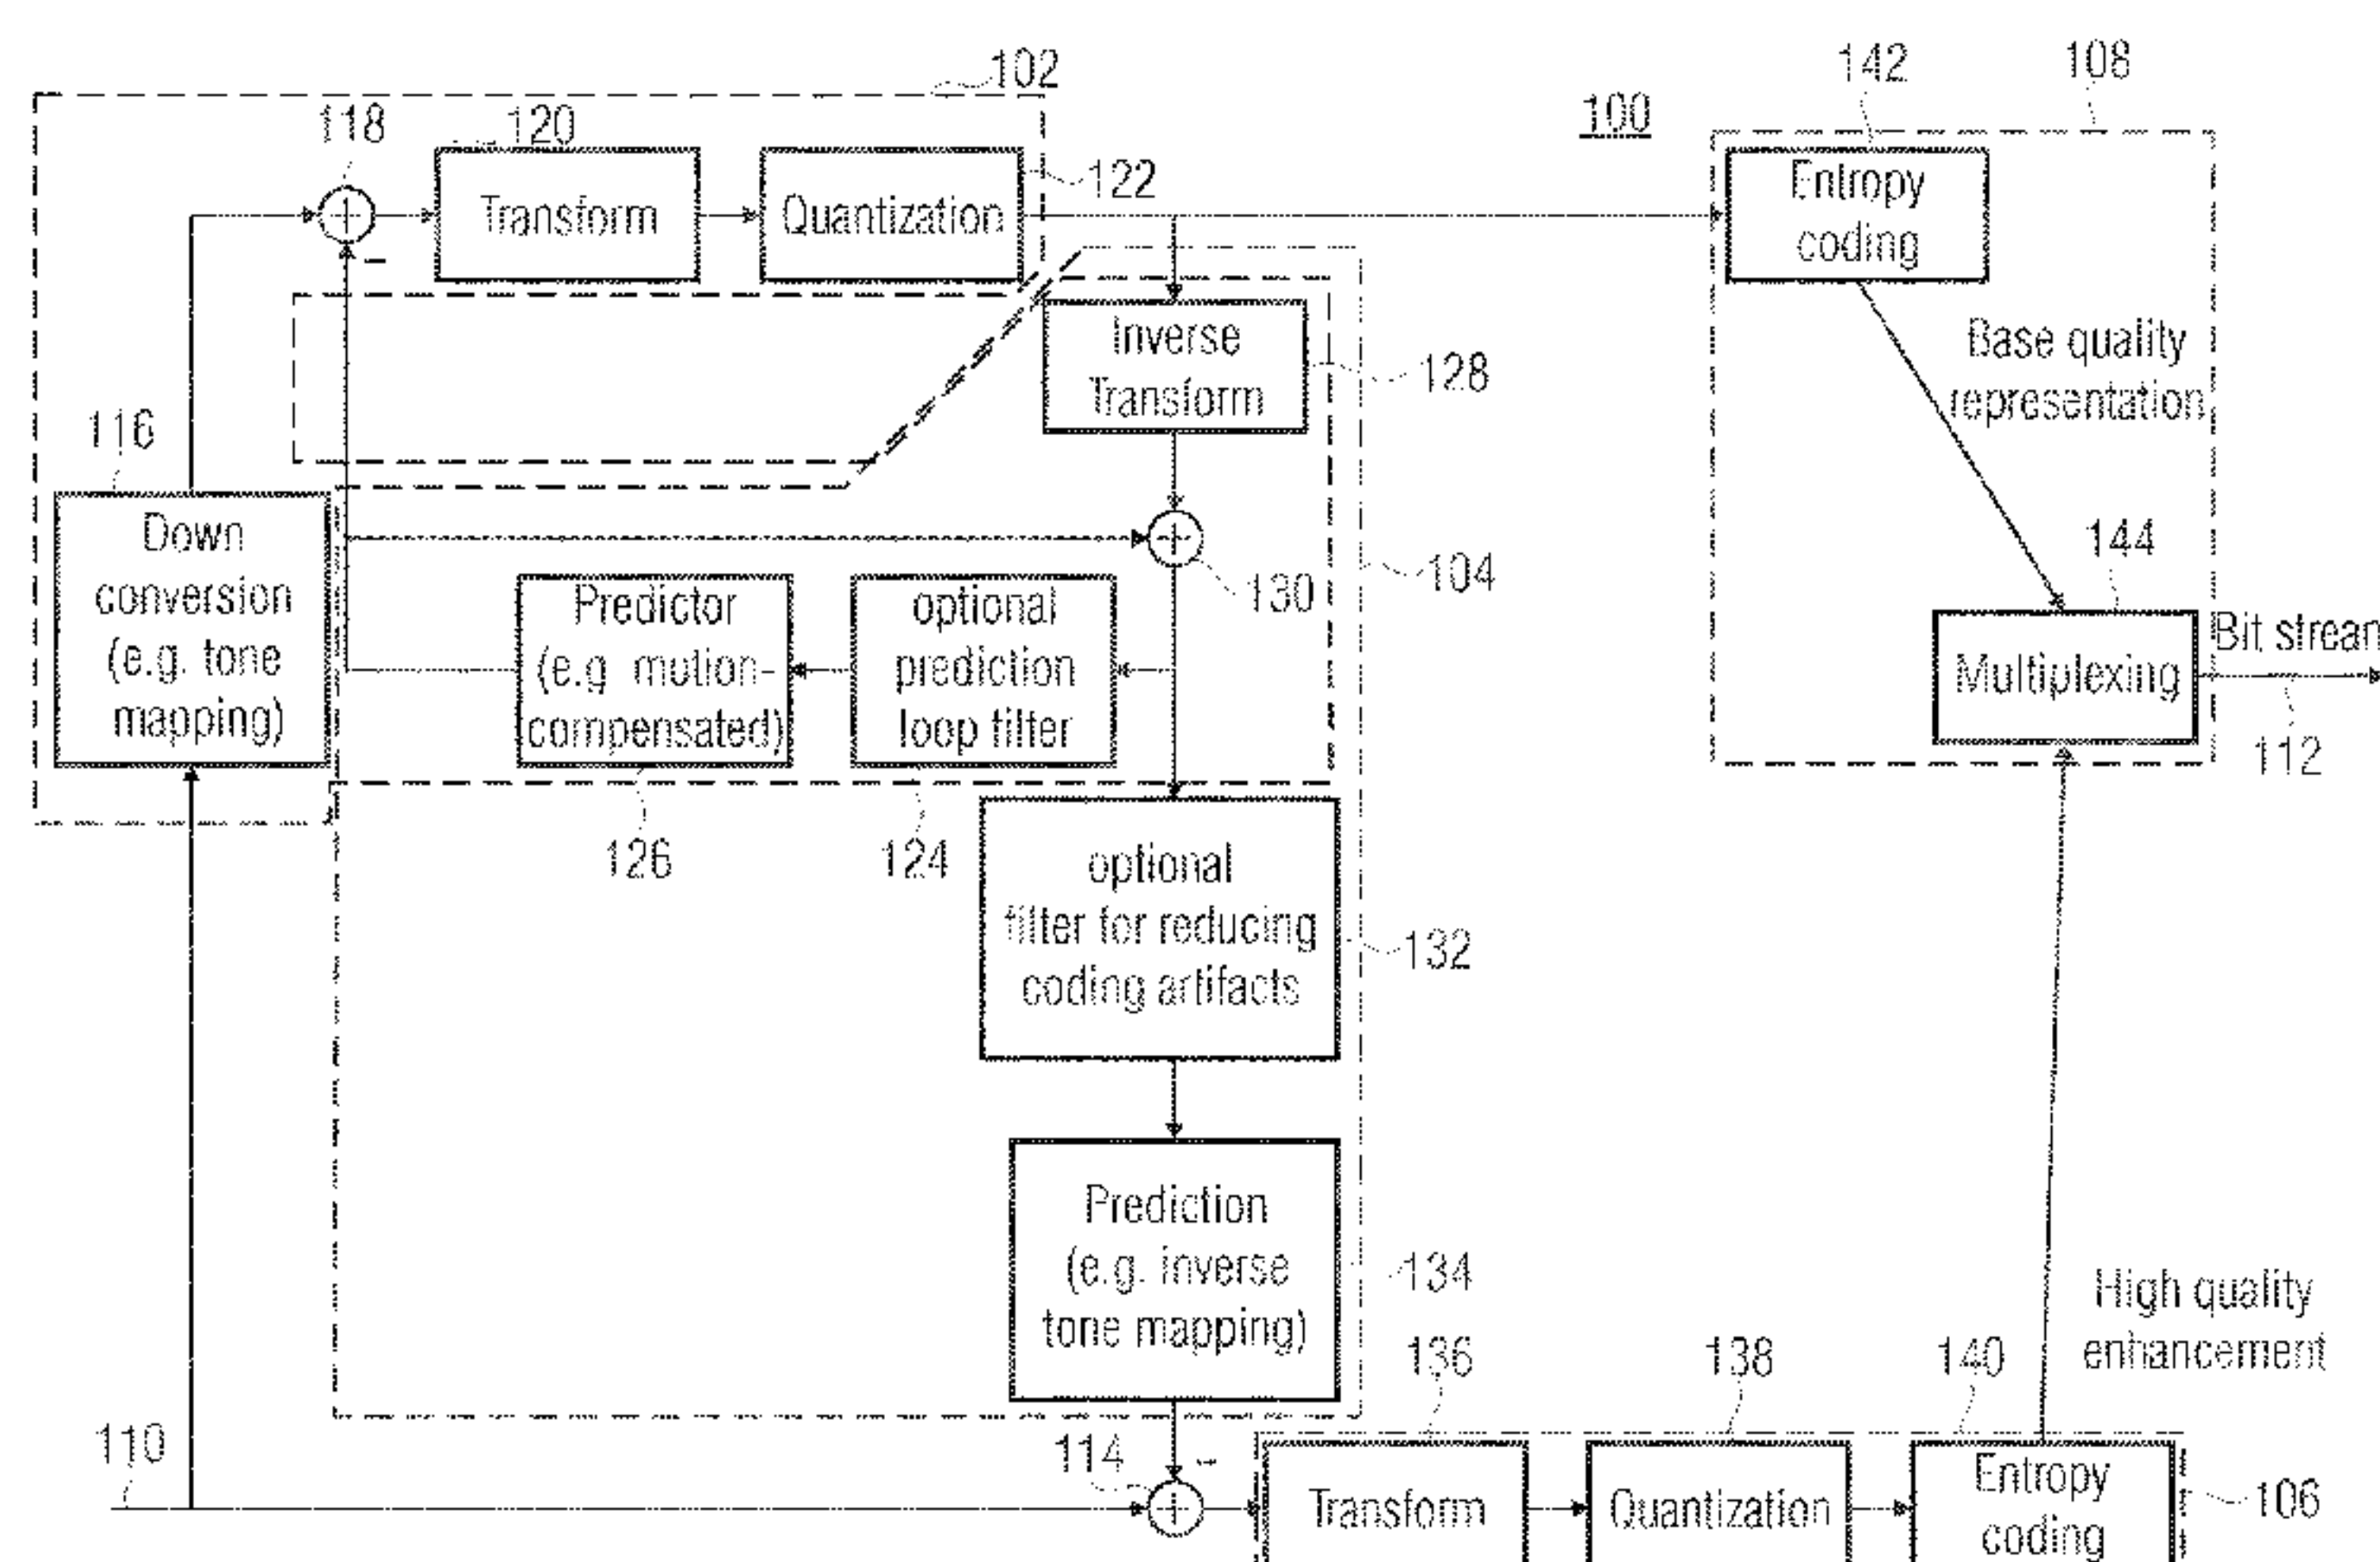 102
142
108
118
120
100
122
Transform
Quantization
Entropy
coding
–
Inverse
Transform
128
Base quality
representation
116
Down
conversion
(e.g. tone
mapping)
130
104
144
Predictor
(e.g mution-
compensated)
optional
prediction
loop filter
Multiplexing
Bit stream
112
126
124
optional
filter for reducing
coding artifacts
132
Prediction
(e.g. inverse
tone mapping)
134
High quality
enhancement
136
138
140
110
114
-
Transform
Quantization
Entropy
coding
106